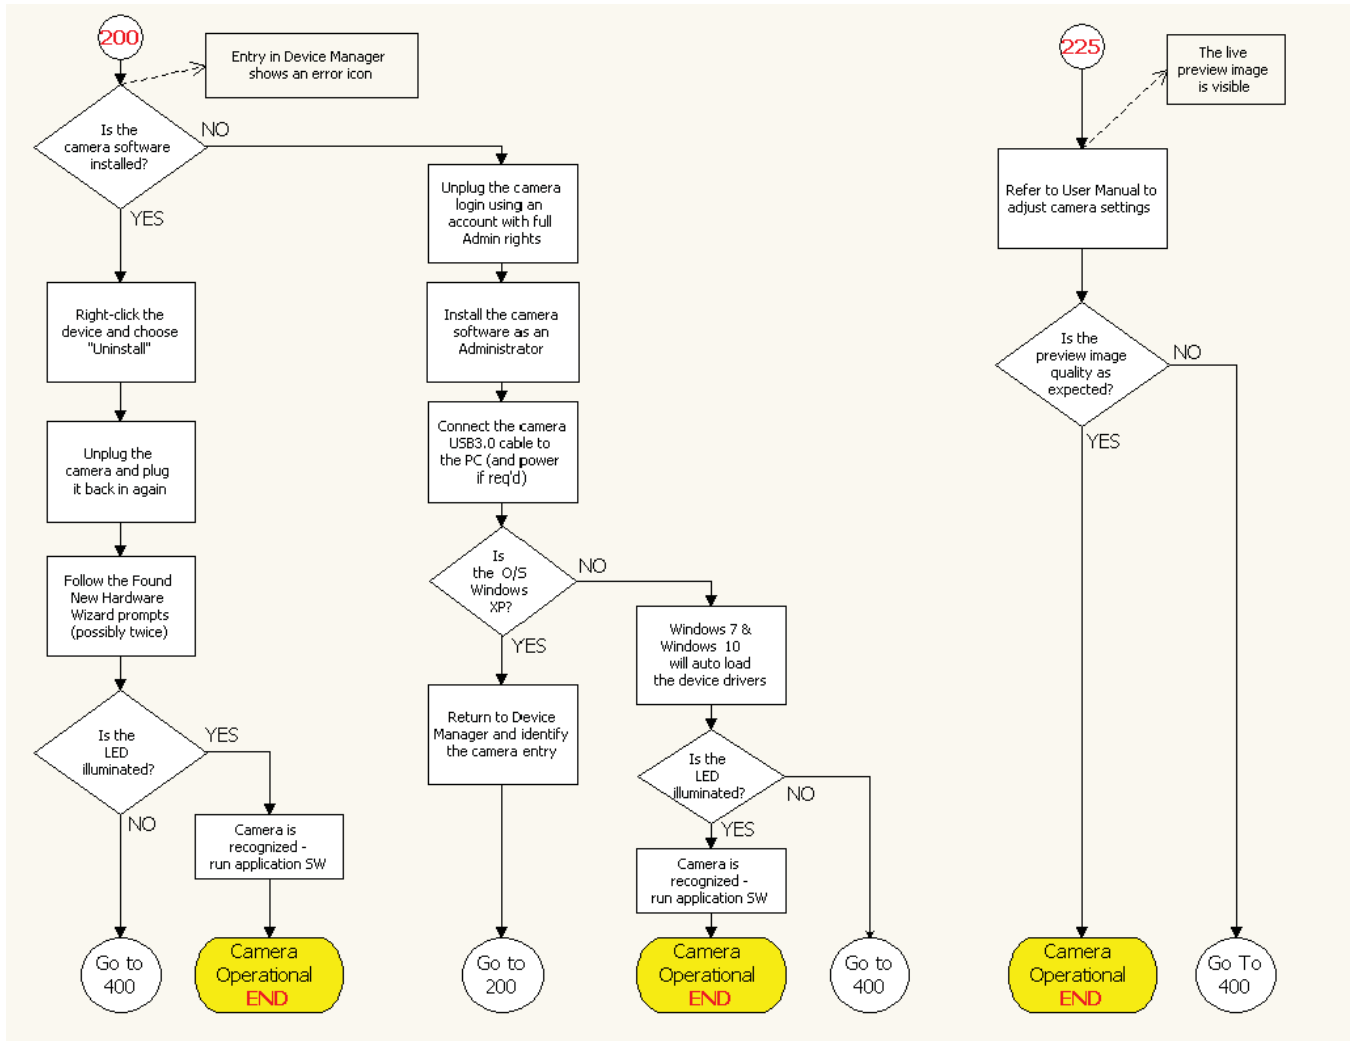 200
Entry in Device Manager
shows an error icon
Is the
camera software
installed?
NO
YES
Right-click the
device and choose
"Uninstall"
Unplug the
camera and plug
it back in again
Follow the Found
New Hardware
Wizard prompts
(possibly twice)
Is the
LED
illuminated?
YES
NO
Camera is
recognized -
run application SW
Go to
400
Camera
Operational
END
Unplug the camera
login using an
account with full
Admin rights
Install the camera
software as an
Administrator
Connect the camera
USB3.0 cable to
the PC (and power
if req'd)
Is
the O/S
Windows
XP?
NO
YES
Return to Device
Manager and identify
the camera entry
Go to
200
Windows 7 &
Windows 10
will auto load
the device drivers
Is the
LED
illuminated?
NO
YES
Camera is
recognized -
run application SW
Camera
Operational
END
Go to
400
225
The live
preview image
is visible
Refer to User Manual to
adjust camera settings
Is the
preview image
quality as
expected?
NO
YES
Camera
Operational
END
Go To
400